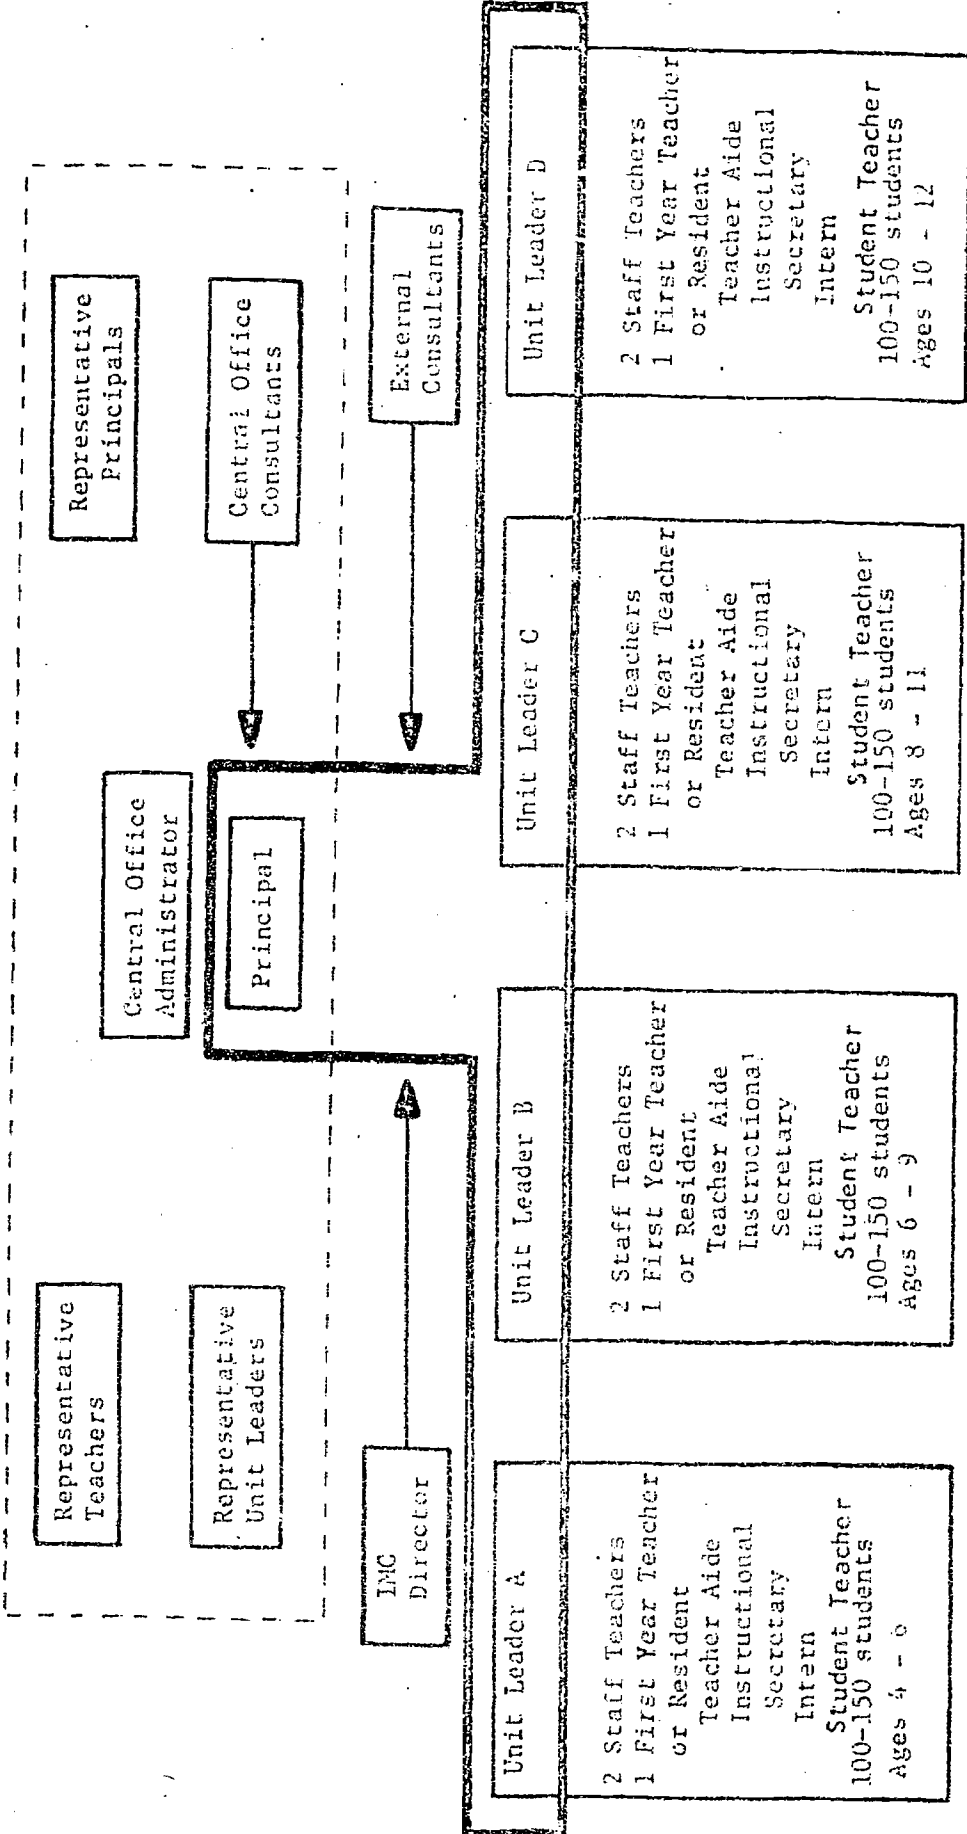 Representative
Teachers
Representative
Unit Leaders
Central Office
Administrator
Principal
Representative
Principals
Central Office
Consultants
IMC
Director
External
Consultants
Unit Leader A
2 Staff Teachers
1 First Year Teacher
or Resident
Teacher Aide
Instructional
Secretary
Intern
Student Teacher
100-150 students
Ages 4 - 6
Unit Leader B
2 Staff Teachers
1 First Year Teacher
or Resident
Teacher Aide
Instructional
Secretary
Intern
Student Teacher
100-150 students
Ages 6 - 9
Unit Leader C
2 Staff Teachers
1 First Year Teacher
or Resident
Teacher Aide
Instructional
Secretary
Intern
Student Teacher
100-150 students
Ages 8 - 11
Unit Leader D
2 Staff Teachers
1 First Year Teacher
or Resident
Teacher Aide
Instructional
Secretary
Intern
Student Teacher
100-150 students
Ages 10 - 12